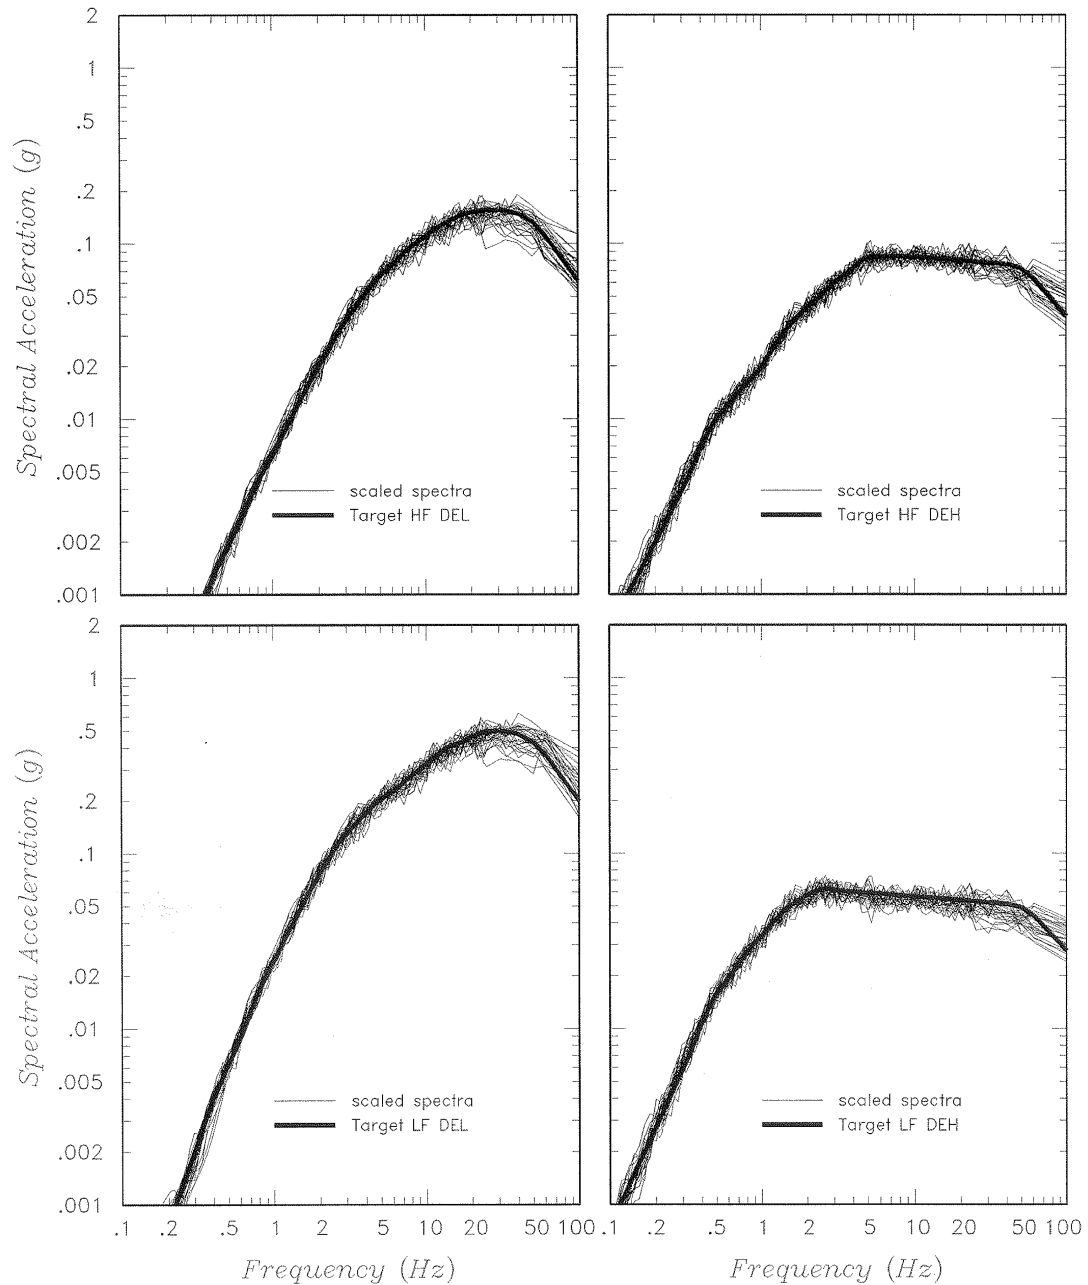 2
1
.5
.2
.1
.05
.02
.01
.005
.002
.001
Spectral Acceleration (g)
scaled spectra
Target HF DEL
scaled spectra
Target HF DEH
2
1
.5
.2
.1
.05
.02
.01
.005
.002
.001
Spectral Acceleration (g)
scaled spectra
Target LF DEL
scaled spectra
Target LF DEH
.1 .5 1 2 5 10 20 50 100
.1 .2 .5 1 2 5 10 20 50 100
Frequency (Hz)
Frequency (Hz)